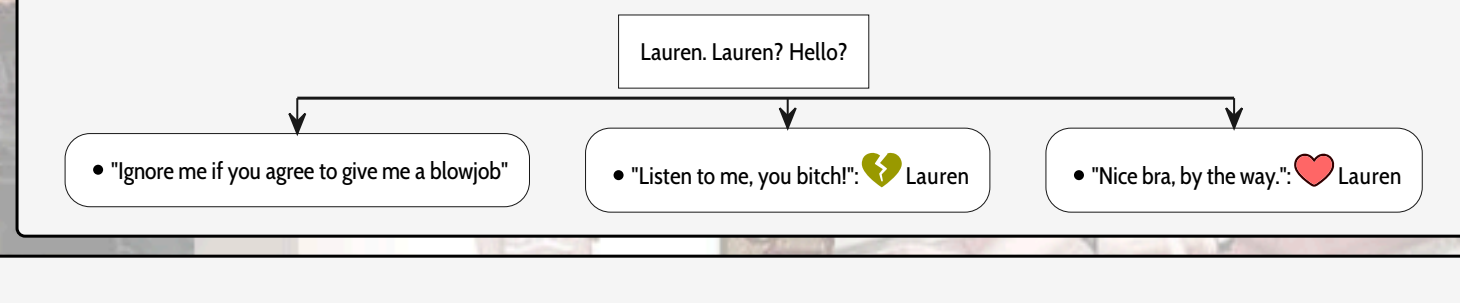 Lauren. Lauren? Hello?
• "Ignore me if you agree to give me a blowjob"
• "Listen to me, you bitch!": Lauren
• "Nice bra, by the way.": Lauren